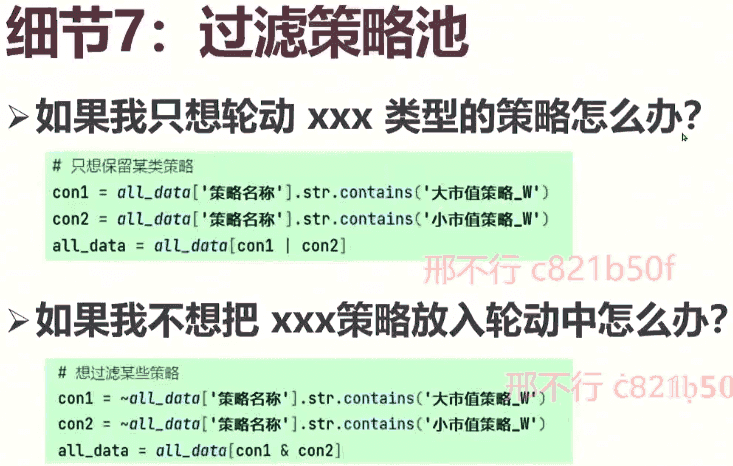 细节7：过滤策略池
➢如果我只想轮动 xxx 类型的策略怎么办？
# 只想保留某类策略
con1 = all_data['策略名称'].str.contains('大市值策略_W')
con2 = all_data['策略名称'].str.contains('小市值策略_W')
all_data = all_data[con1 | con2]
邢不行 c821b50f
➢如果我不想把 xxx策略放入轮动中怎么办？
# 想过滤某些策略
con1 = ~all_data['策略名称'].str.contains('大市值策略_W')
邢不行 c821b50
con2 = ~all_data['策略名称'].str.contains('小市值策略_W')
all_data = all_data[con1 & con2]